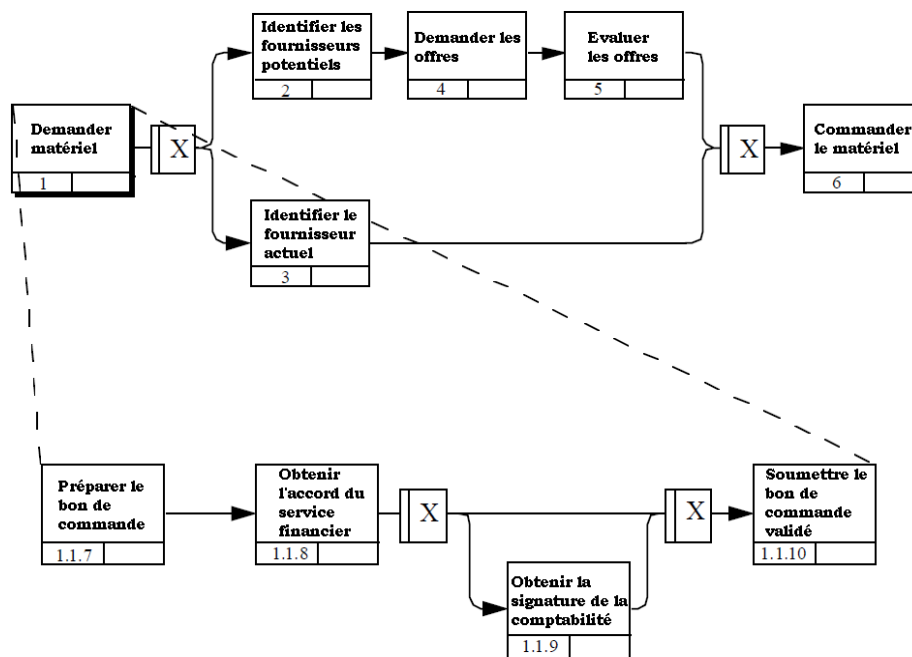 Identifier les
fournisseurs
potentiels
2
Demander les
offres
4
Evaluer
les offres
5
Demander
matériel
1
X
X
Commander
le matériel
6
Identifier le
fournisseur
actuel
3
Préparer le
bon de
commande
1.1.7
Obtenir
l'accord du
service
financier
1.1.8
X
X
Soumettre le
bon de
commande
validé
1.1.10
Obtenir la
signature de la
comptabilité
1.1.9